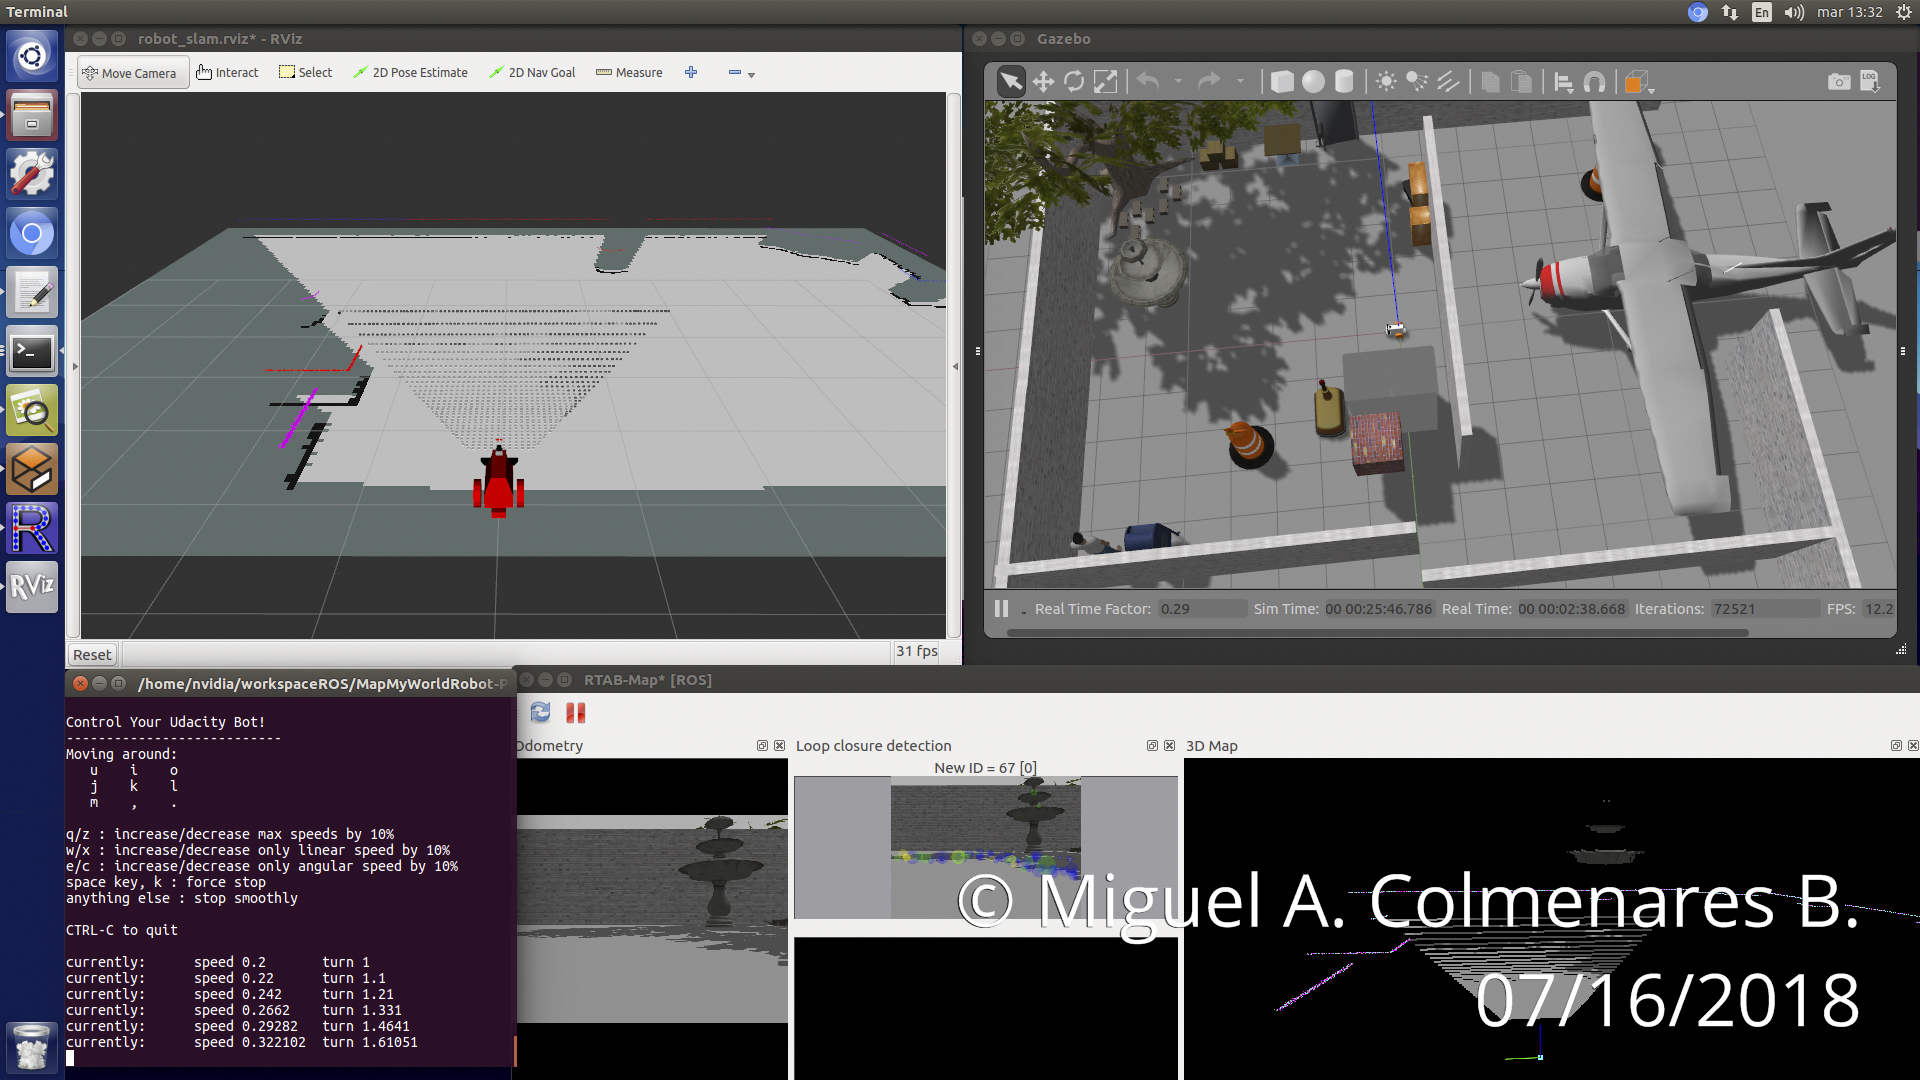 Terminal
En
mar 13:32
robot_slam.rviz* - RViz
Move Camera
Interact
Select
2D Pose Estimate
2D Nav Goal
Measure
Reset
31 fps
Gazebo
LOG
Real Time Factor: 0.29 Sim Time: 00 00:25:46.786 Real Time: 00 00:02:38.668 Iterations: 72521 FPS: 12.2
R
RViz
/home/nvidia/workspaceROS/MapMyWorldRobot-
Control Your Udacity Bot!
---------------------------
Moving around:
u i o
j k l
m , .
q/z : increase/decrease max speeds by 10%
w/x : increase/decrease only linear speed by 10%
e/c : increase/decrease only angular speed by 10%
space key, k : force stop
anything else : stop smoothly
CTRL-C to quit
currently: speed 0.2 turn 1
currently: speed 0.22 turn 1.1
currently: speed 0.242 turn 1.21
currently: speed 0.2662 turn 1.331
currently: speed 0.29282 turn 1.4641
currently: speed 0.322102 turn 1.61051
RTAB-Map* [ROS]
Odometry
Loop closure detection
New ID = 67 [0]
3D Map
© Miguel A. Colmenares B.
07/16/2018